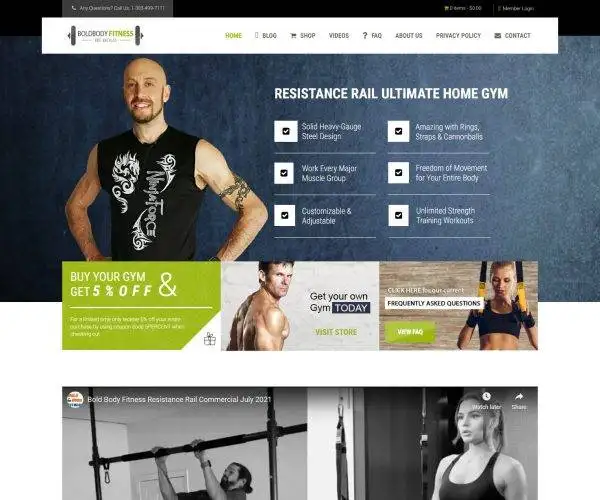 Any Questions? Call Us: 1-303-499-7111
0 items - $0.00
Member Login
BOLDBODY FITNESS
HOME
BLOG
SHOP
VIDEOS
FAQ
ABOUT US
PRIVACY POLICY
CONTACT
RESISTANCE RAIL ULTIMATE HOME GYM
Solid Heavy-Gauge
Steel Design
Amazing with Rings,
Straps & Cannonballs
Work Every Major
Muscle Group
Freedom of Movement
for Your Entire Body
Customizable &
Adjustable
Unlimited Strength
Training Workouts
NINJA FORCE
BUY YOUR GYM
GET 5% OFF &
For a limited time only receive 5% off your entire
purchase by using coupon code 5PERCENT when
checking out
Get your own
Gym TODAY
VISIT STORE
CLICK HERE for our current
FREQUENTLY ASKED QUESTIONS
VIEW FAQ
Bold Body Fitness Resistance Rail Commercial July 2021
Watch later
Share